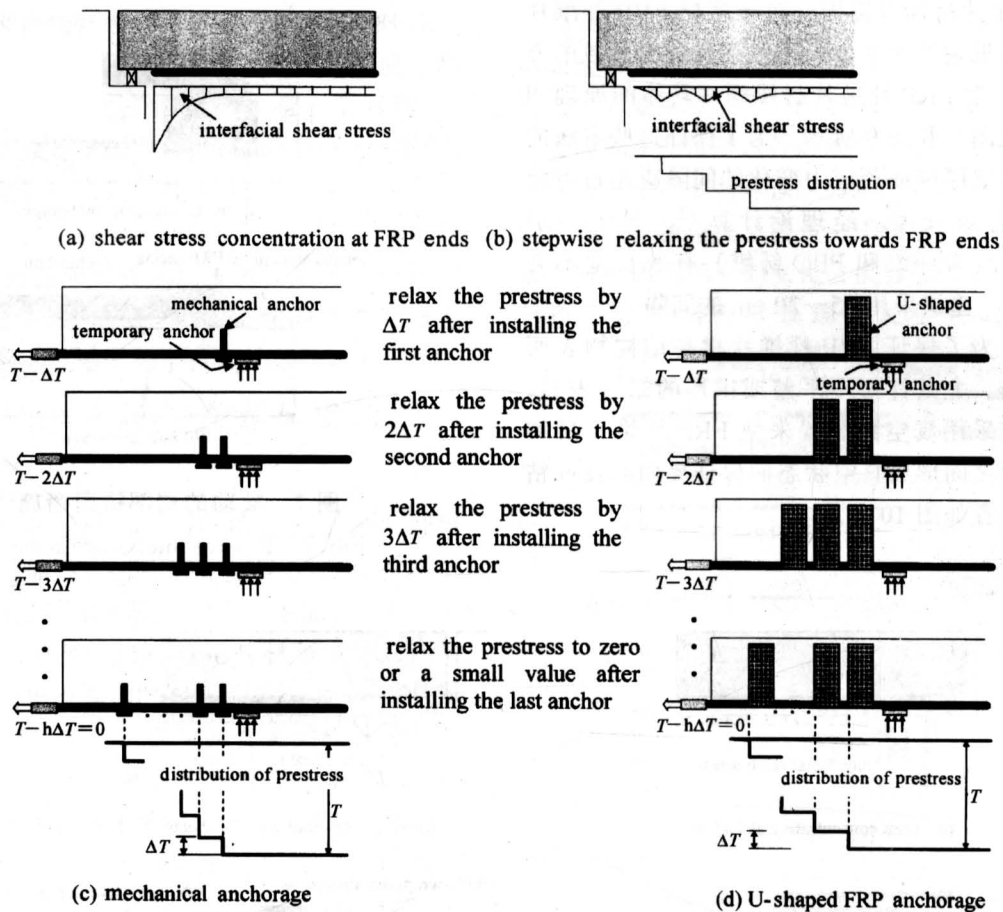 interfacial shear stress
interfacial shear stress
Prestress distribution
(a) shear stress concentration at FRP ends
(b) stepwise relaxing the prestress towards FRP ends
mechanical anchor
temporary anchor
T－ΔT
relax the prestress by
ΔT after installing the
first anchor
U-shaped
anchor
temporary anchor
T－ΔT
T－2ΔT
relax the prestress by
2ΔT after installing the
second anchor
T－2ΔT
T－3ΔT
relax the prestress by
3ΔT after installing the
third anchor
T－3ΔT
T－hΔT＝0
relax the prestress to zero
or a small value after
installing the last anchor
T－hΔT＝0
distribution of prestress
T
ΔT
distribution of prestress
T
ΔT
(c) mechanical anchorage
(d) U-shaped FRP anchorage